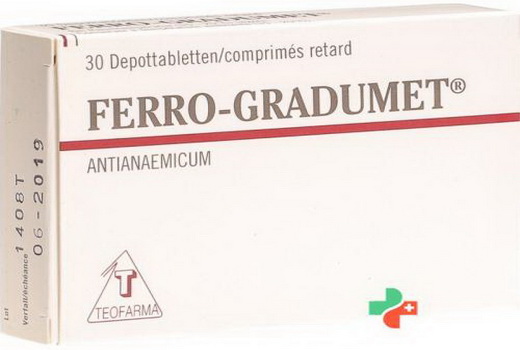 30 Depottabletten/comprimés retard
FERRO-GRADUMET®
ANTIANAEMICUM
T
TEOFARMA
Lot
1408T
Verfall/échéance
06-2019